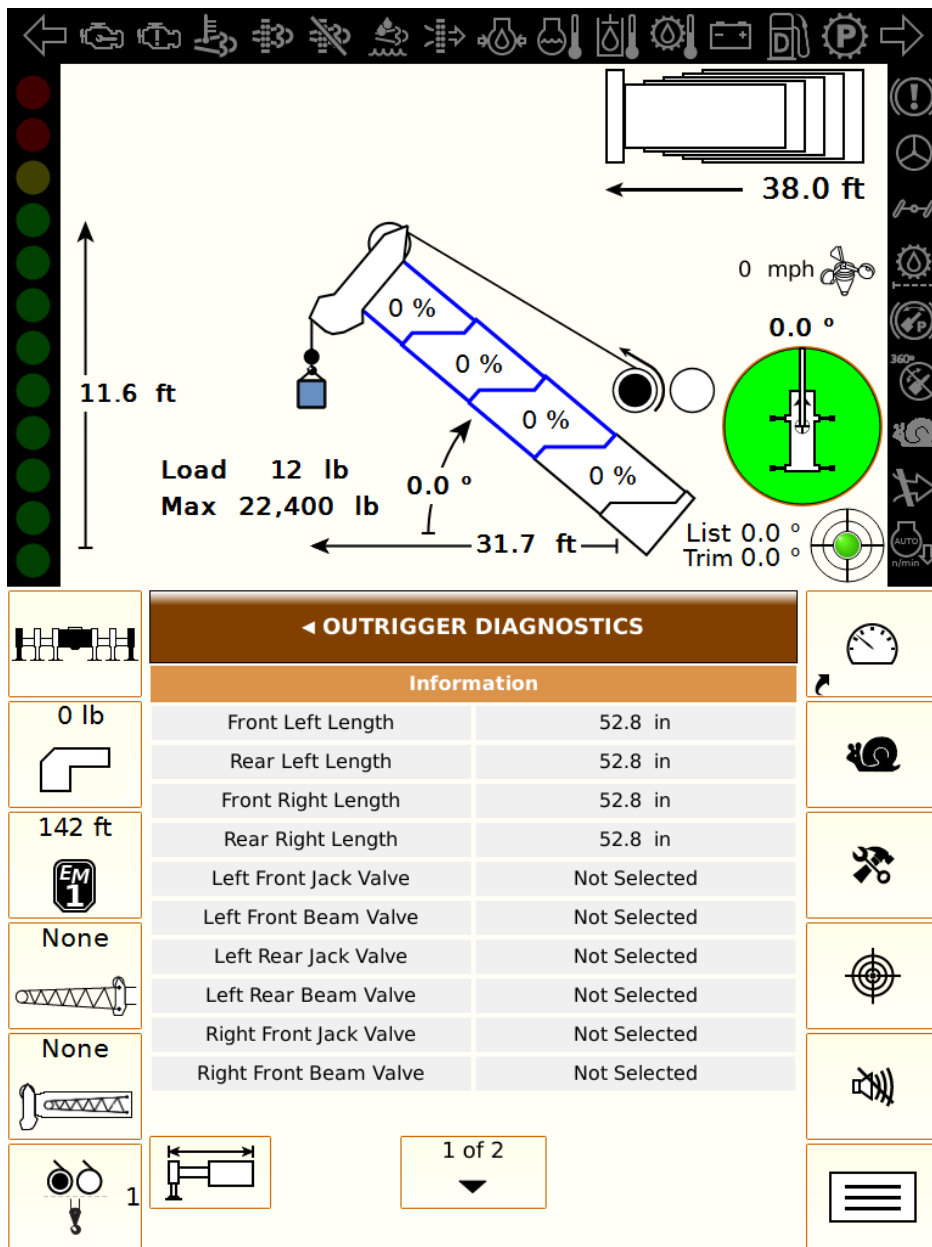 D
P
38.0 ft
0 mph
0.0 º
P
360º
11.6 ft
0 %
0 %
0 %
0 %
Load 12 lb
Max 22,400 lb
0.0 º
31.7 ft
List 0.0 º
Trim 0.0 º
AUTO
n/min
◂ OUTRIGGER DIAGNOSTICS
Information
0 lb
142 ft
EM
1
None
None
1
Front Left Length 52.8 in
Rear Left Length 52.8 in
Front Right Length 52.8 in
Rear Right Length 52.8 in
Left Front Jack Valve Not Selected
Left Front Beam Valve Not Selected
Left Rear Jack Valve Not Selected
Left Rear Beam Valve Not Selected
Right Front Jack Valve Not Selected
Right Front Beam Valve Not Selected
1 of 2